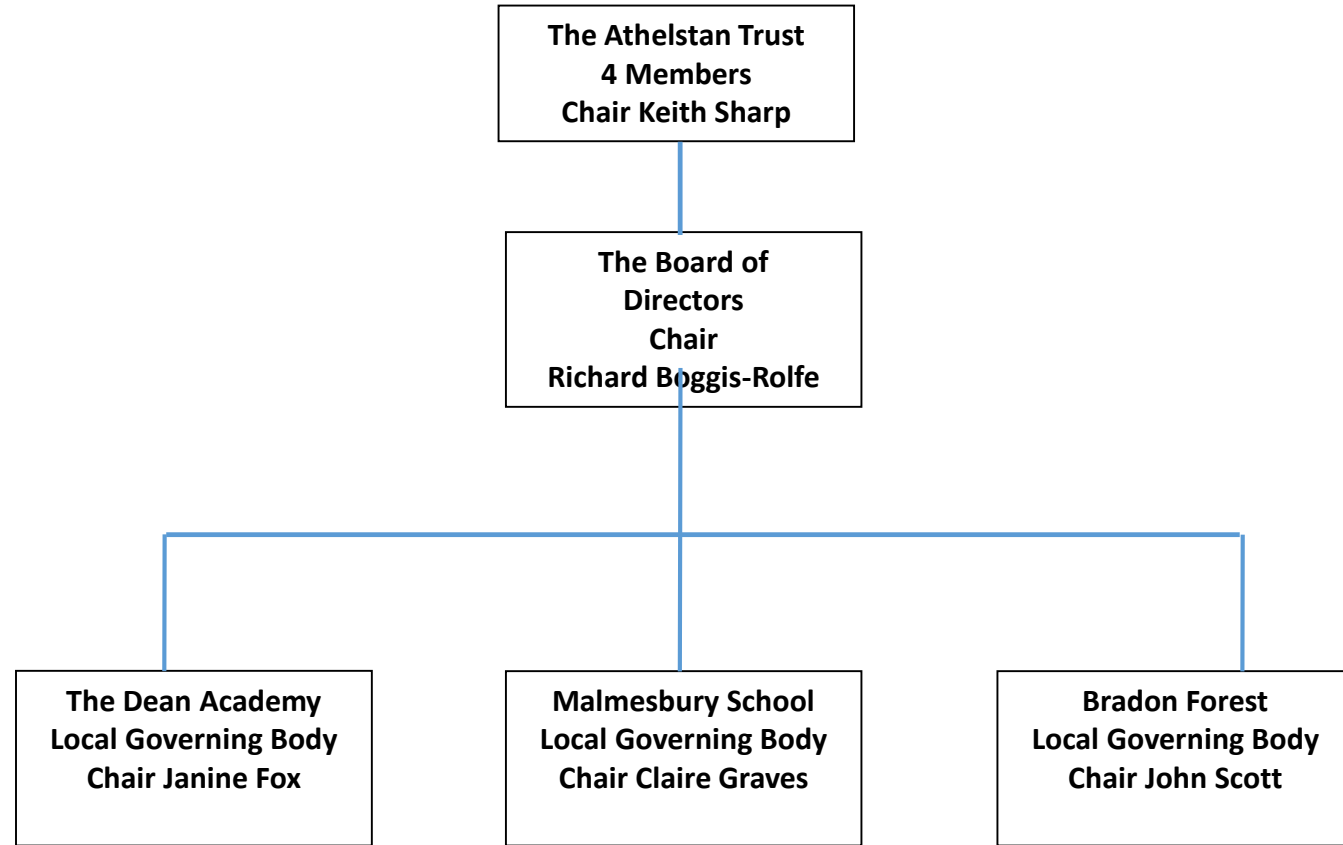 The Athelstan Trust
4 Members
Chair Keith Sharp
The Board of
Directors
Chair
Richard Boggis-Rolfe
The Dean Academy
Local Governing Body
Chair Janine Fox
Malmesbury School
Local Governing Body
Chair Claire Graves
Bradon Forest
Local Governing Body
Chair John Scott